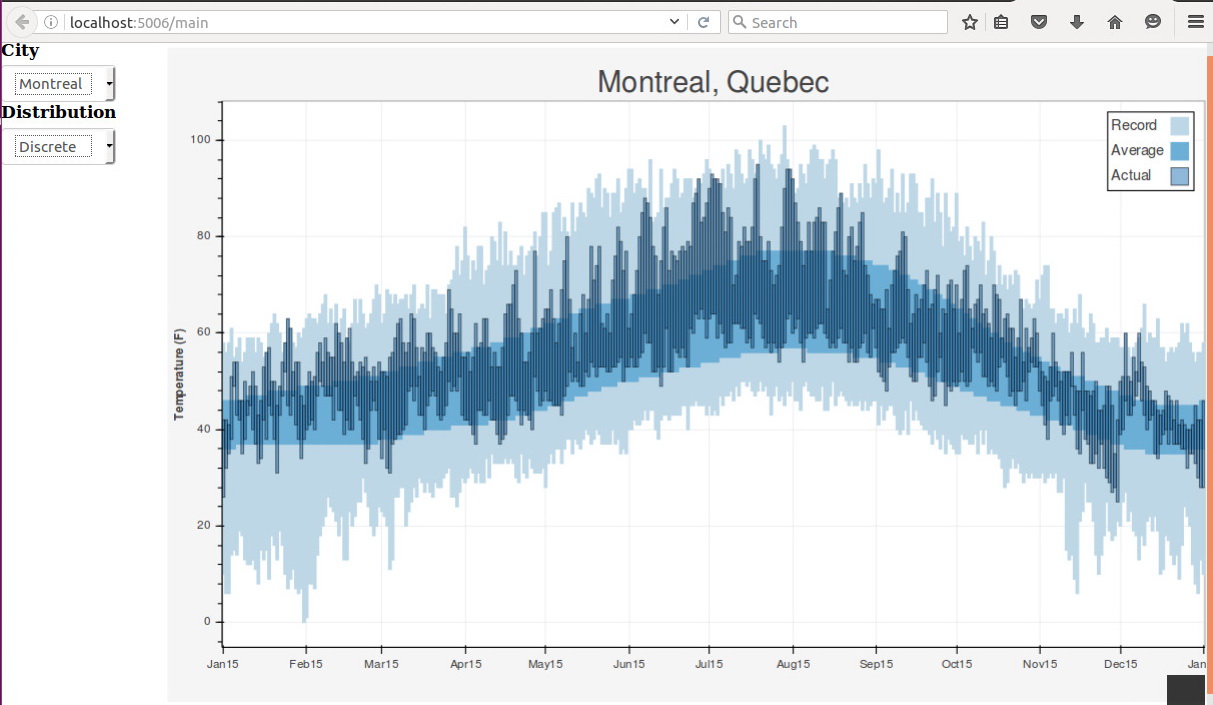 localhost:5006/main
Search
City
Montreal
Distribution
Discrete
Montreal, Quebec
Record
Average
Actual
Temperature (F)
100
80
60
40
20
0
Jan15
Feb15
Mar15
Apr15
May15
Jun15
Jul15
Aug15
Sep15
Oct15
Nov15
Dec15
Jan